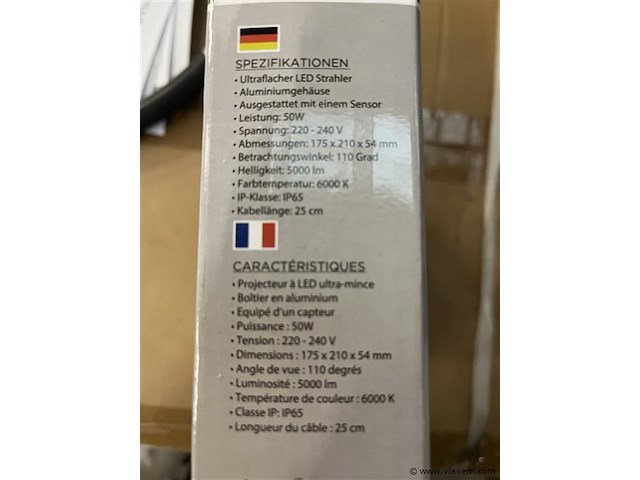 SPEZIFIKATIONEN
• Ultraflacher LED Strahler
• Aluminiumgehäuse
• Ausgestattet mit einem Sensor
• Leistung: 50W
• Spannung: 220 - 240 V
• Abmessungen: 175 x 210 x 54 mm
• Betrachtungswinkel: 110 Grad
• Helligkeit: 5000 lm
• Farbtemperatur: 6000 K
• IP-Klasse: IP65
• Kabellänge: 25 cm
CARACTÉRISTIQUES
• Projecteur à LED ultra-mince
• Boîtier en aluminium
• Equipé d'un capteur
• Puissance : 50W
• Tension : 220 - 240 V
• Dimensions : 175 x 210 x 54 mm
• Angle de vue : 110 degrés
• Luminosité : 5000 lm
• Température de couleur : 6000 K
• Classe IP: IP65
• Longueur du câble : 25 cm
© www.viavem.com